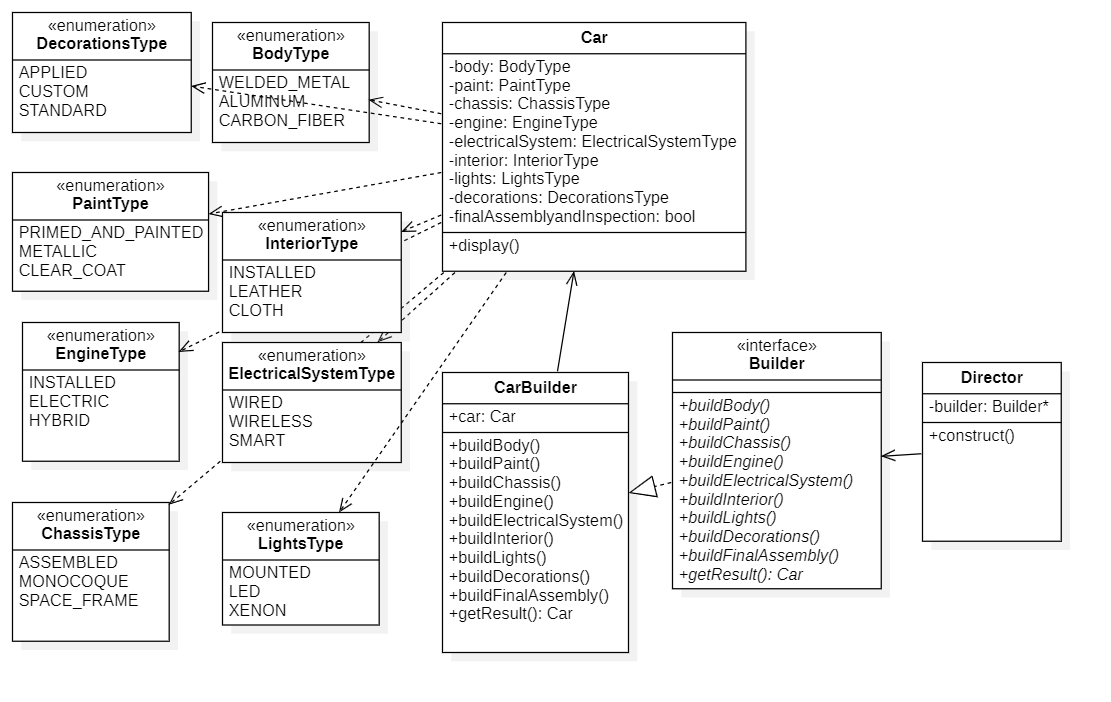 «enumeration»
DecorationsType
APPLIED
CUSTOM
STANDARD
«enumeration»
BodyType
WELDED_METAL
ALUMINUM
CARBON_FIBER
Car
-body: BodyType
-paint: PaintType
-chassis: ChassisType
-engine: EngineType
-electricalSystem: ElectricalSystemType
-interior: InteriorType
-lights: LightsType
-decorations: DecorationsType
-finalAssemblyandInspection: bool
+display()
«enumeration»
PaintType
PRIMED_AND_PAINTED
METALLIC
CLEAR_COAT
«enumeration»
InteriorType
INSTALLED
LEATHER
CLOTH
«enumeration»
EngineType
INSTALLED
ELECTRIC
HYBRID
«enumeration»
ElectricalSystemType
WIRED
WIRELESS
SMART
«enumeration»
ChassisType
ASSEMBLED
MONOCOQUE
SPACE_FRAME
«enumeration»
LightsType
MOUNTED
LED
XENON
CarBuilder
+car: Car
+buildBody()
+buildPaint()
+buildChassis()
+buildEngine()
+buildElectricalSystem()
+buildInterior()
+buildLights()
+buildDecorations()
+buildFinalAssembly()
+getResult(): Car
«interface»
Builder
+buildBody()
+buildPaint()
+buildChassis()
+buildEngine()
+buildElectricalSystem()
+buildInterior()
+buildLights()
+buildDecorations()
+buildFinalAssembly()
+getResult(): Car
Director
-builder: Builder*
+construct()